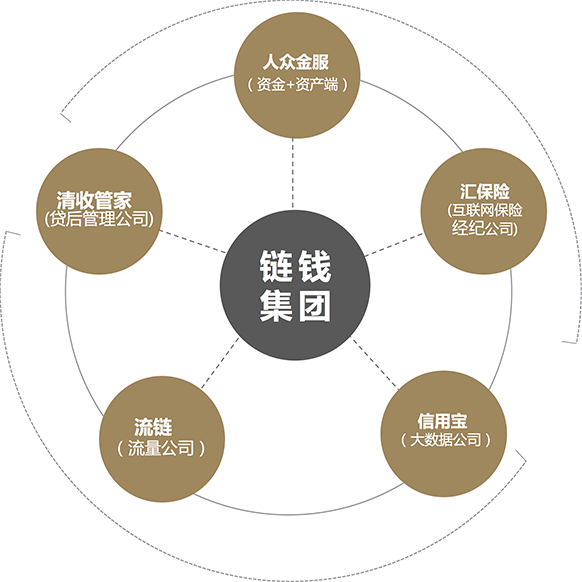 人众金服
（资金+资产端）
清收管家
(贷后管理公司)
汇保险
(互联网保险
经纪公司)
链钱
集团
流链
（流量公司）
信用宝
（大数据公司）